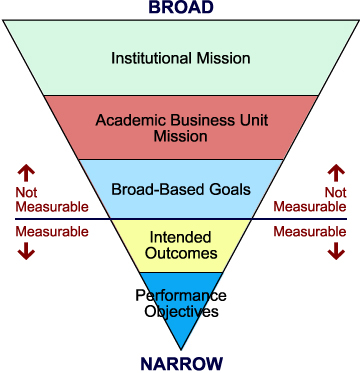 BROAD
Institutional Mission
Academic Business Unit
Mission
Broad-Based Goals
Not
Measurable
Not
Measurable
Measurable
Measurable
Intended
Outcomes
Performance
Objectives
NARROW